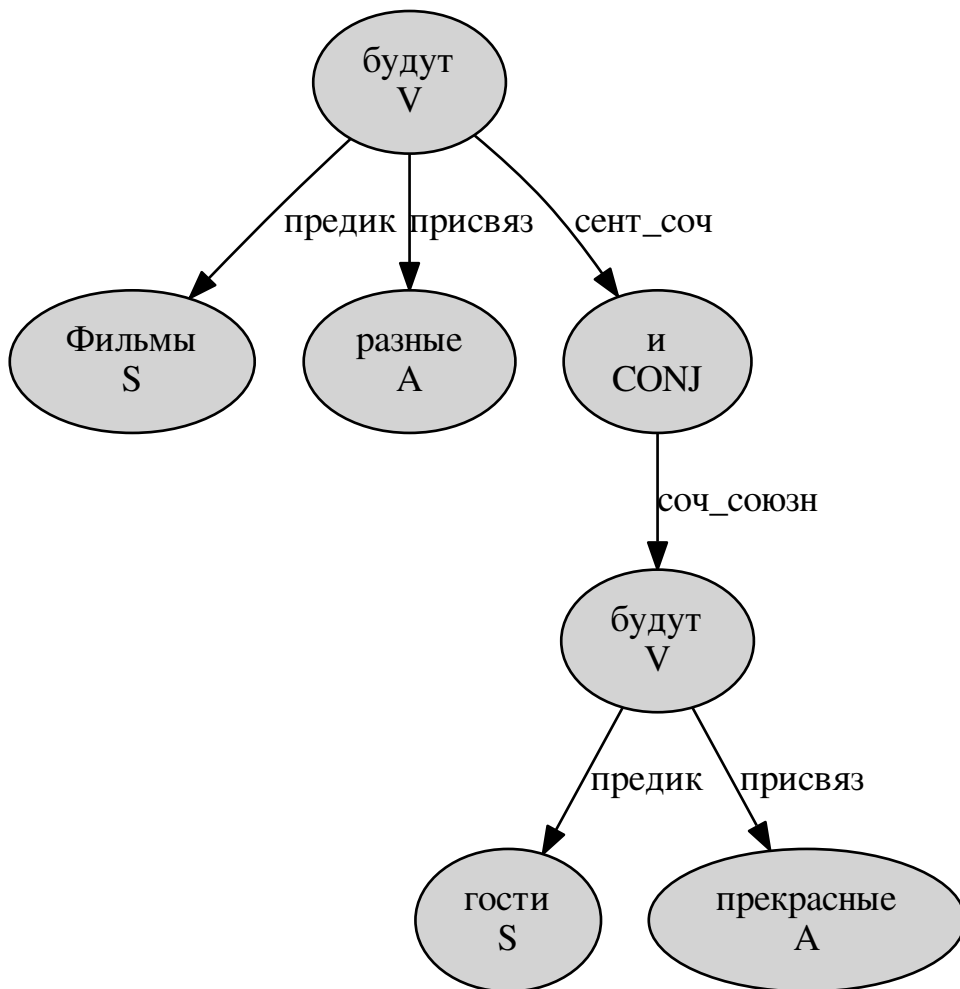 будут
V
предик
присвяз
сент_соч
Фильмы
S
разные
A
и
CONJ
соч_союзн
будут
V
предик
присвяз
гости
S
прекрасные
A